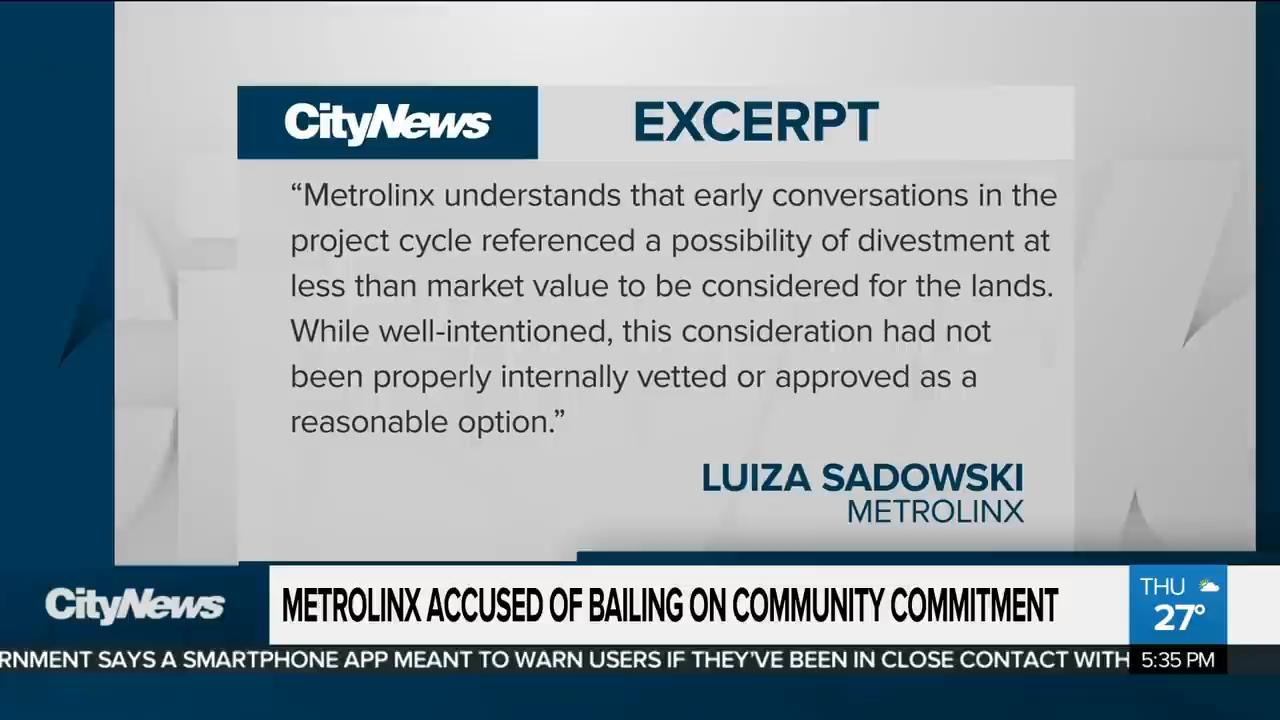 CityNews
EXCERPT
“Metrolinx understands that early conversations in the
project cycle referenced a possibility of divestment at
less than market value to be considered for the lands.
While well-intentioned, this consideration had not
been properly internally vetted or approved as a
reasonable option.”
LUIZA SADOWSKI
METROLINX
CityNews
METROLINX ACCUSED OF BAILING ON COMMUNITY COMMITMENT
THU
27°
RNMENT SAYS A SMARTPHONE APP MEANT TO WARN USERS IF THEY'VE BEEN IN CLOSE CONTACT WITH
5:35 PM